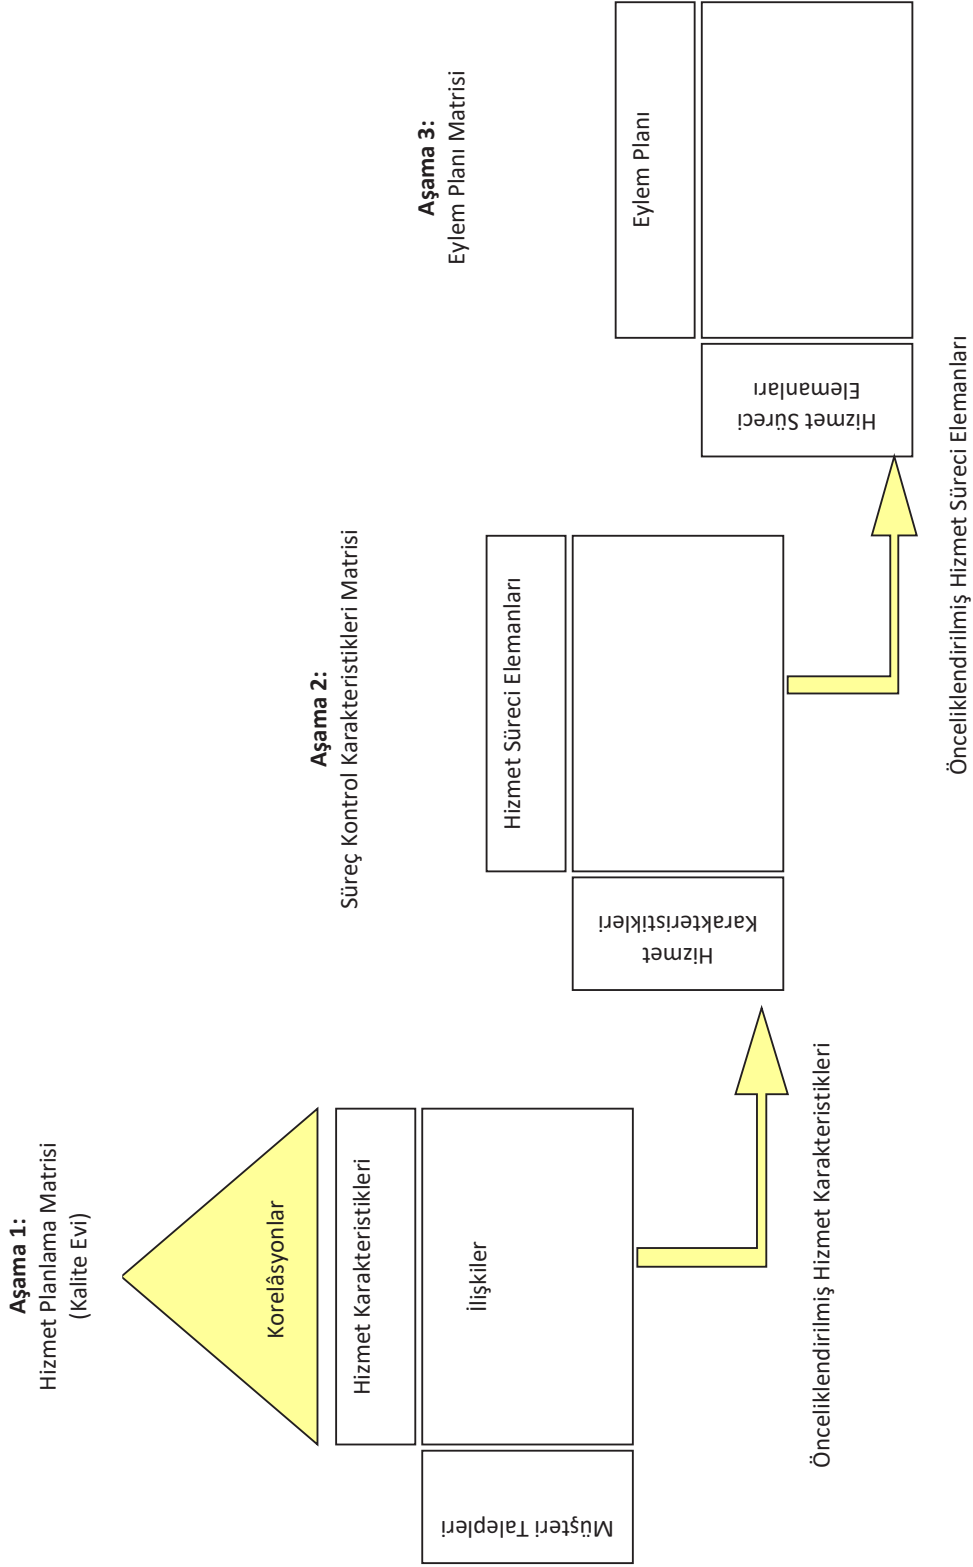 Aşama 1:
Hizmet Planlama Matrisi
(Kalite Evi)
Korelâsyonlar
Hizmet Karakteristikleri
Müşteri Talepleri
İlişkiler
Önceliklendirilmiş Hizmet Karakteristikleri
Aşama 2:
Süreç Kontrol Karakteristikleri Matrisi
Hizmet Süreci Elemanları
Hizmet
Karakteristikleri
Önceliklendirilmiş Hizmet Süreci Elemanları
Aşama 3:
Eylem Planı Matrisi
Eylem Planı
Hizmet Süreci
Elemanları